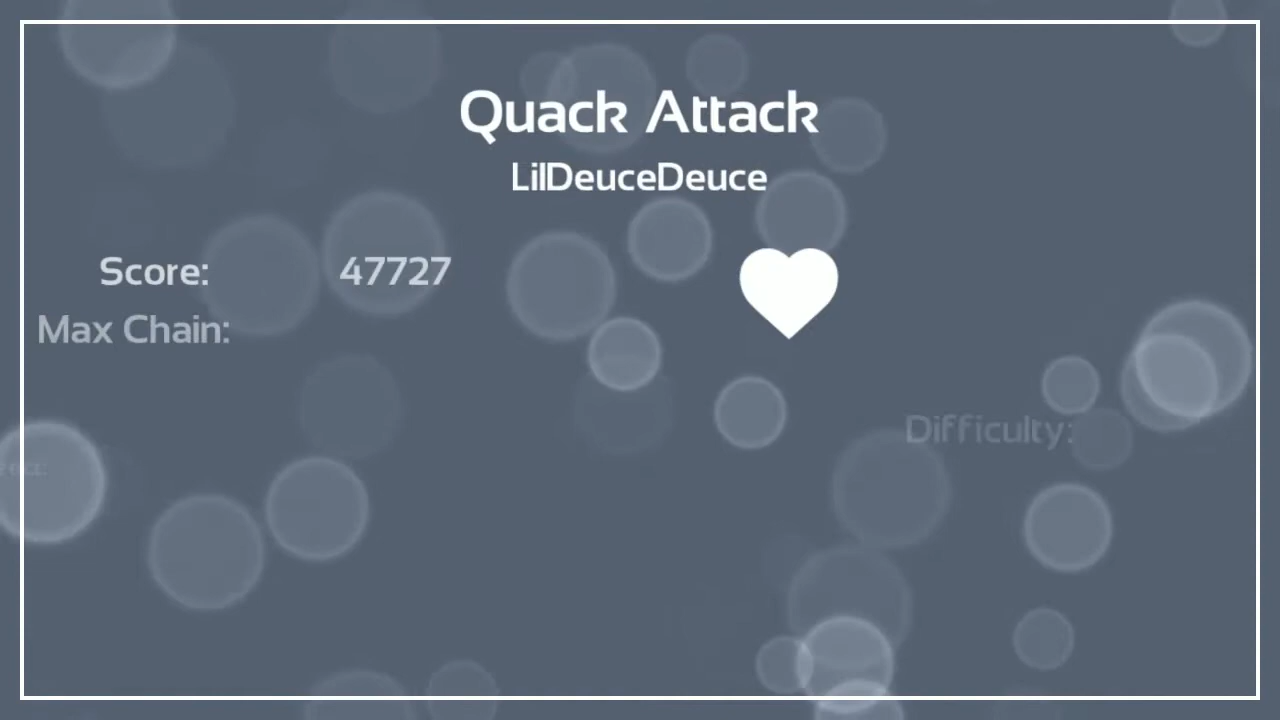 Quack Attack
LilDeuceDeuce
Score: 47727
Max Chain:
Difficulty: